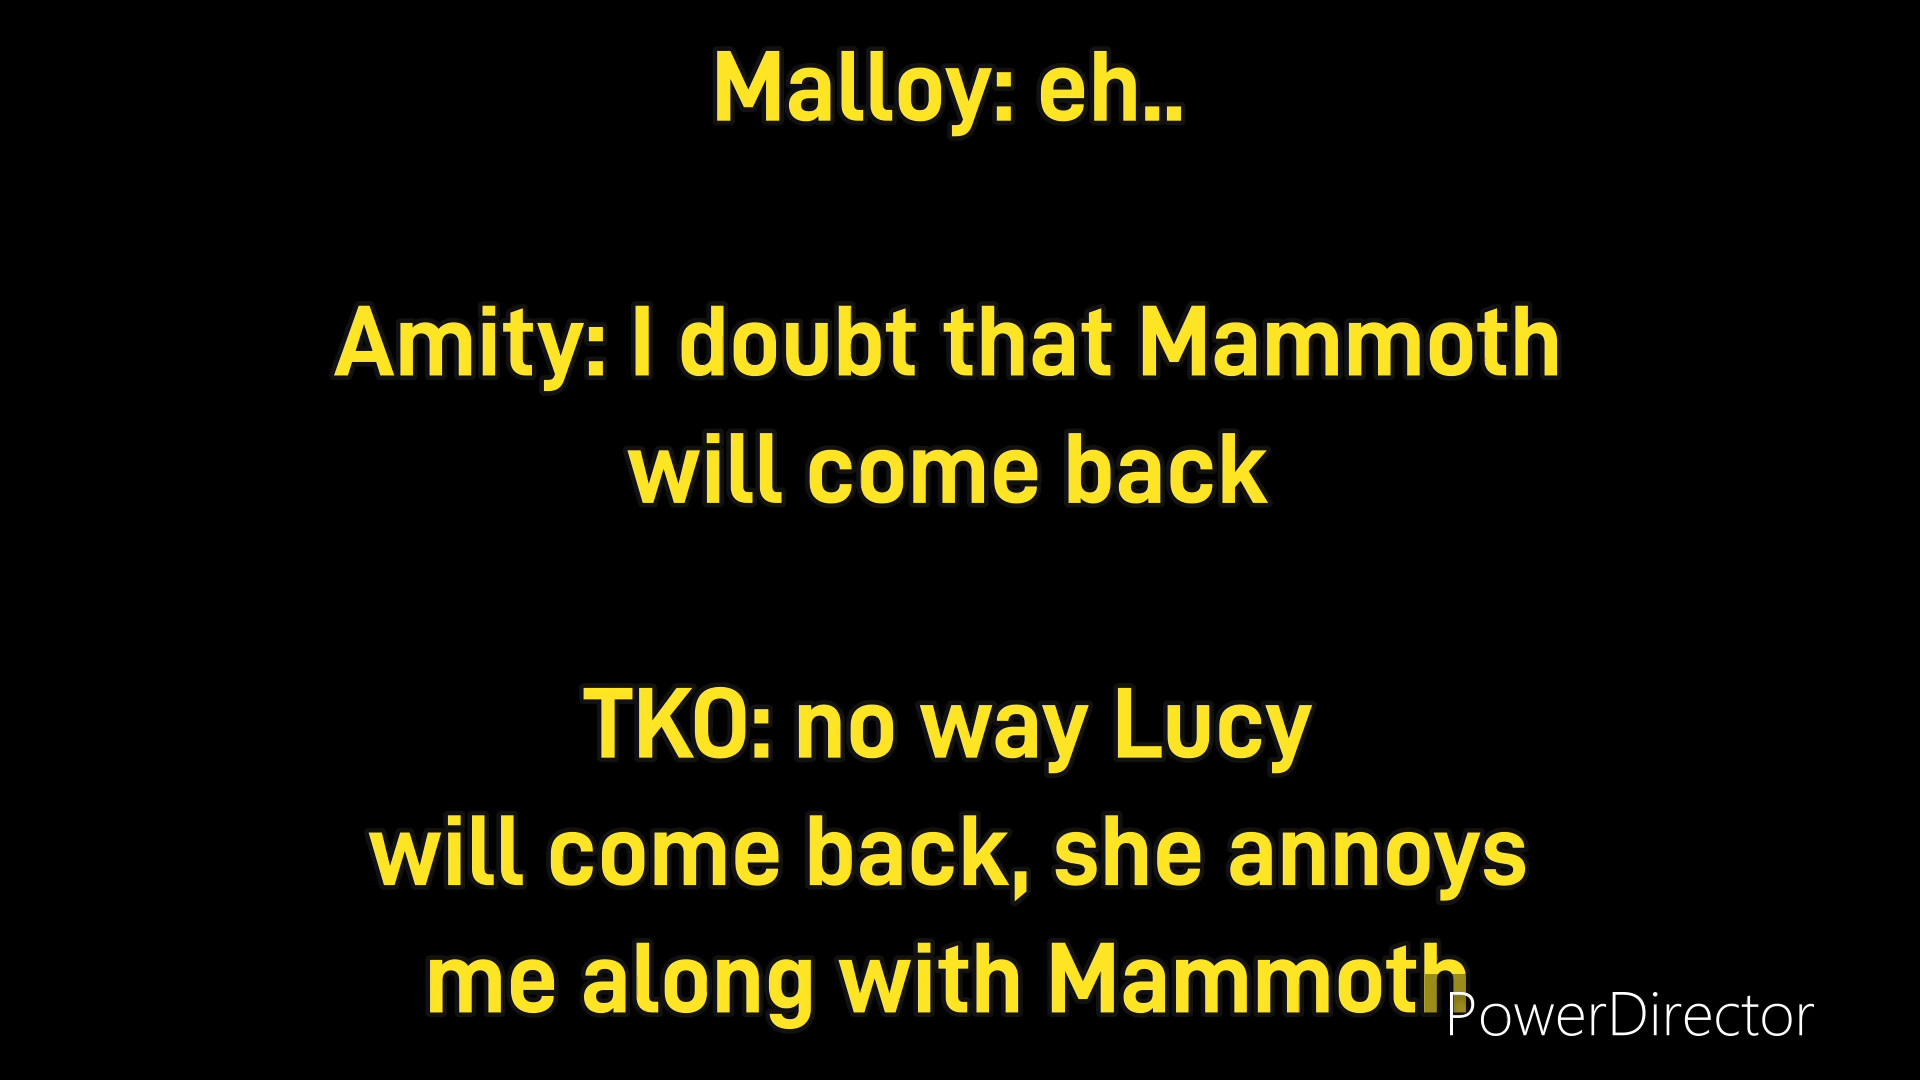 Malloy: eh..
Amity: I doubt that Mammoth
will come back
TKO: no way Lucy
will come back, she annoys
me along with Mammoth
PowerDirector